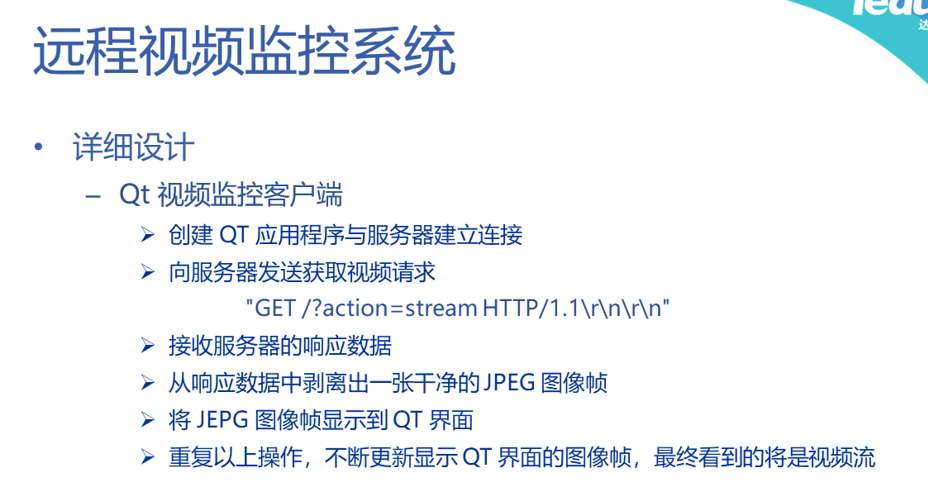 远程视频监控系统
• 详细设计
– Qt 视频监控客户端
➢ 创建 QT 应用程序与服务器建立连接
➢ 向服务器发送获取视频请求
"GET /?action=stream HTTP/1.1\r\n\r\n"
➢ 接收服务器的响应数据
➢ 从响应数据中剥离出一张干净的 JPEG 图像帧
➢ 将 JEPG 图像帧显示到 QT 界面
➢ 重复以上操作，不断更新显示 QT 界面的图像帧，最终看到的将是视频流